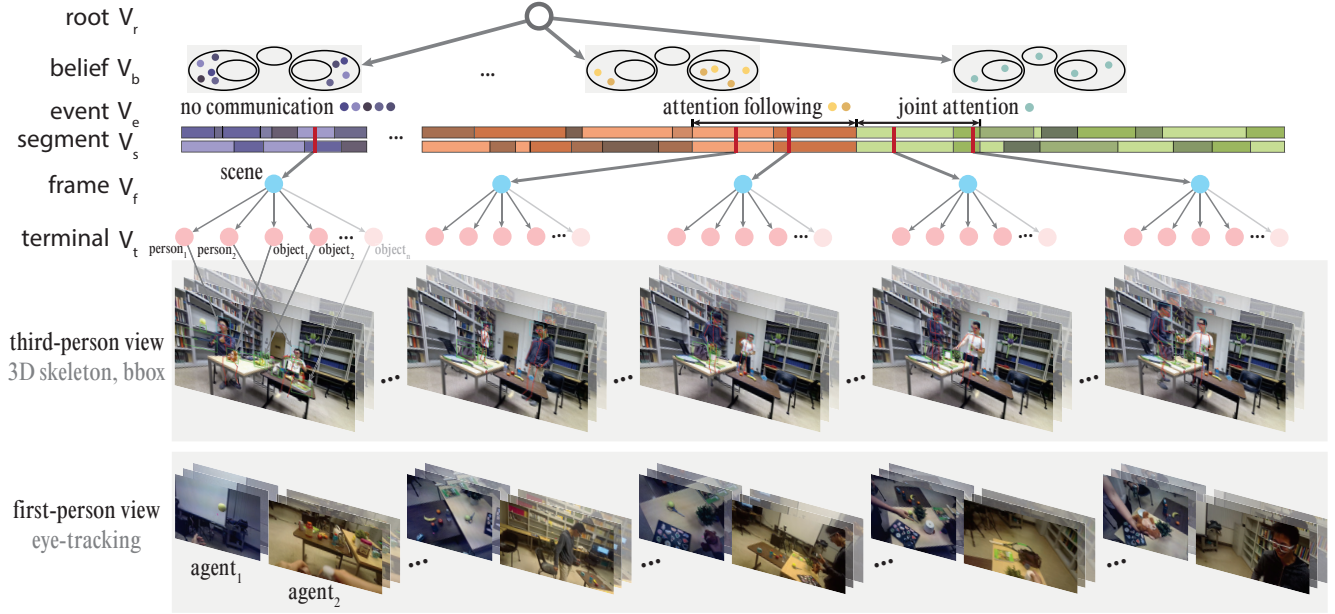 root V_r
belief V_b
...
event V_e
no communication
attention following
joint attention
segment V_s
...
scene
frame V_f
terminal V_t
... ... ... ... ...
person_1 person_2 object_1 object_2 object_n
third-person view
3D skeleton, bbox
... ... ... ...
first-person view
eye-tracking
agent_1
agent_2
... ... ... ...